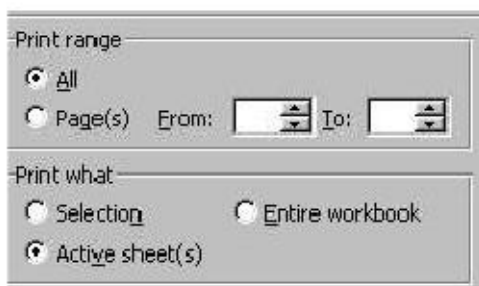 Print range
All
Page(s) From: To:
Print what
Selection Entire workbook
Active sheet(s)